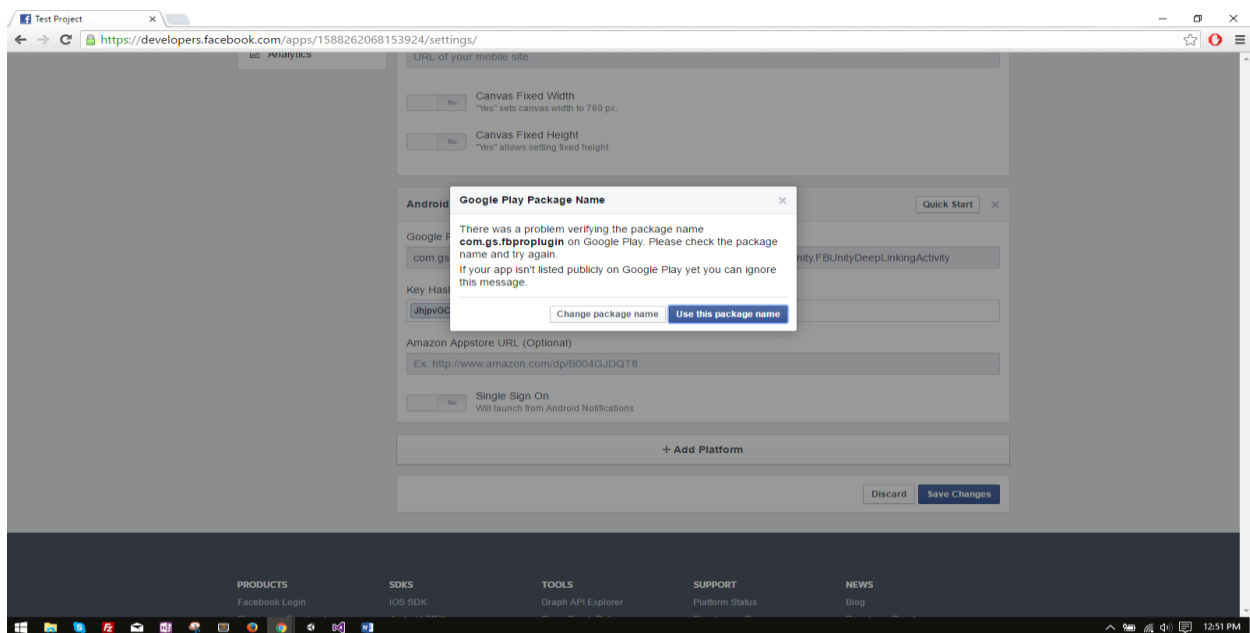 Test Project
https://developers.facebook.com/apps/1588262068153924/settings/
Analytics
URL of your mobile site
No
Canvas Fixed Width
"Yes" sets canvas width to 760 px.
No
Canvas Fixed Height
"Yes" allows setting fixed height.
Android
Quick Start
Google Play Package Name
There was a problem verifying the package name
com.gs.fbproplugin on Google Play. Please check the package
name and try again.
If your app isn't listed publicly on Google Play yet you can ignore
this message.
Change package name
Use this package name
Google P
com.gs
nity.FBUnityDeepLinkingActivity
Key Hash
JhjpvGC
Amazon Appstore URL (Optional)
Ex. http://www.amazon.com/dp/B004GJDQT8
No
Single Sign On
Will launch from Android Notifications
+ Add Platform
Discard
Save Changes
PRODUCTS
SDKS
TOOLS
SUPPORT
NEWS
Facebook Login
iOS SDK
Graph API Explorer
Platform Status
Blog
12:51 PM